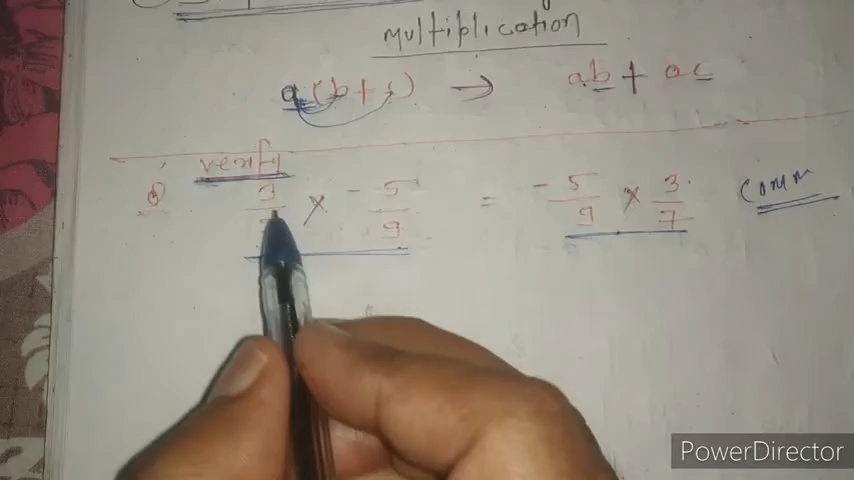 multiplication
a(b+c) → ab + ac
verify
Q 3/7 × -5/9 = -5/9 × 3/7 Comm
PowerDirector